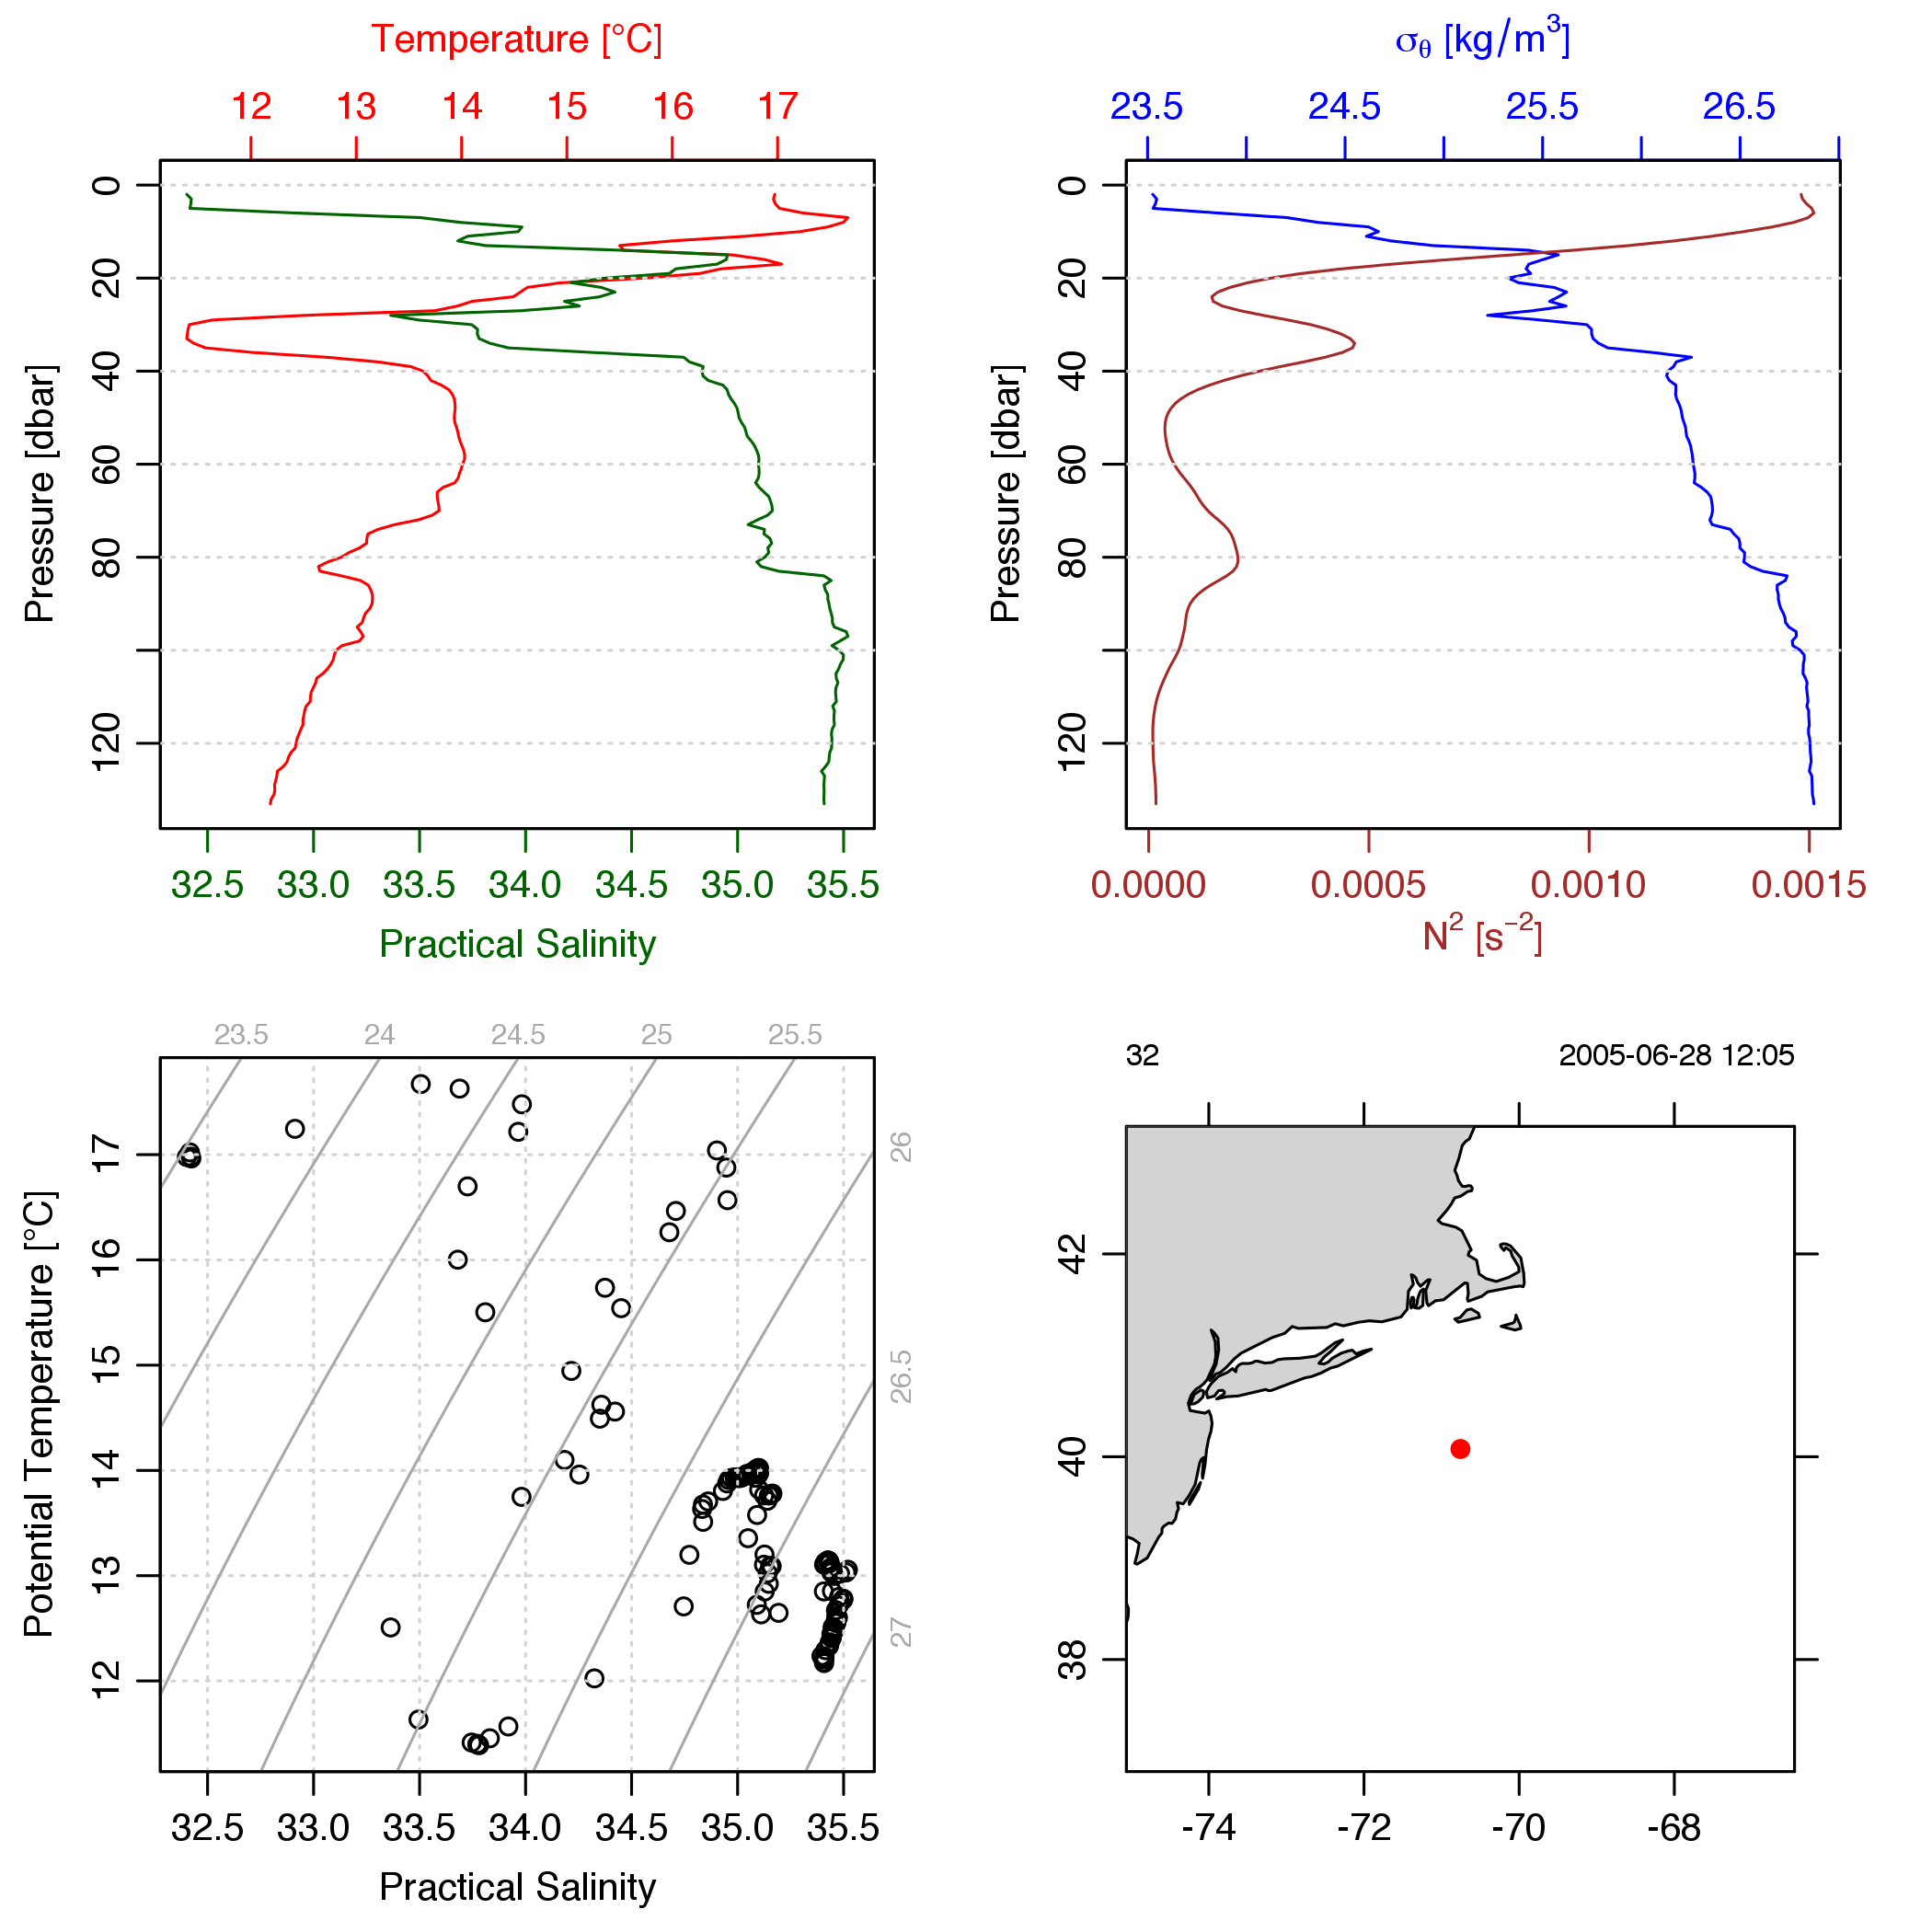 Temperature [°C]
12 13 14 15 16 17
Pressure [dbar]
0
20
40
60
80
120
32.5 33.0 33.5 34.0 34.5 35.0 35.5
Practical Salinity
σθ [kg/m³]
23.5 24.5 25.5 26.5
Pressure [dbar]
0
20
40
60
80
120
0.0000 0.0005 0.0010 0.0015
N² [s⁻²]
23.5 24 24.5 25 25.5
26
26.5
27
Potential Temperature [°C]
17
16
15
14
13
12
32.5 33.0 33.5 34.0 34.5 35.0 35.5
Practical Salinity
32 2005-06-28 12:05
42
40
38
-74 -72 -70 -68